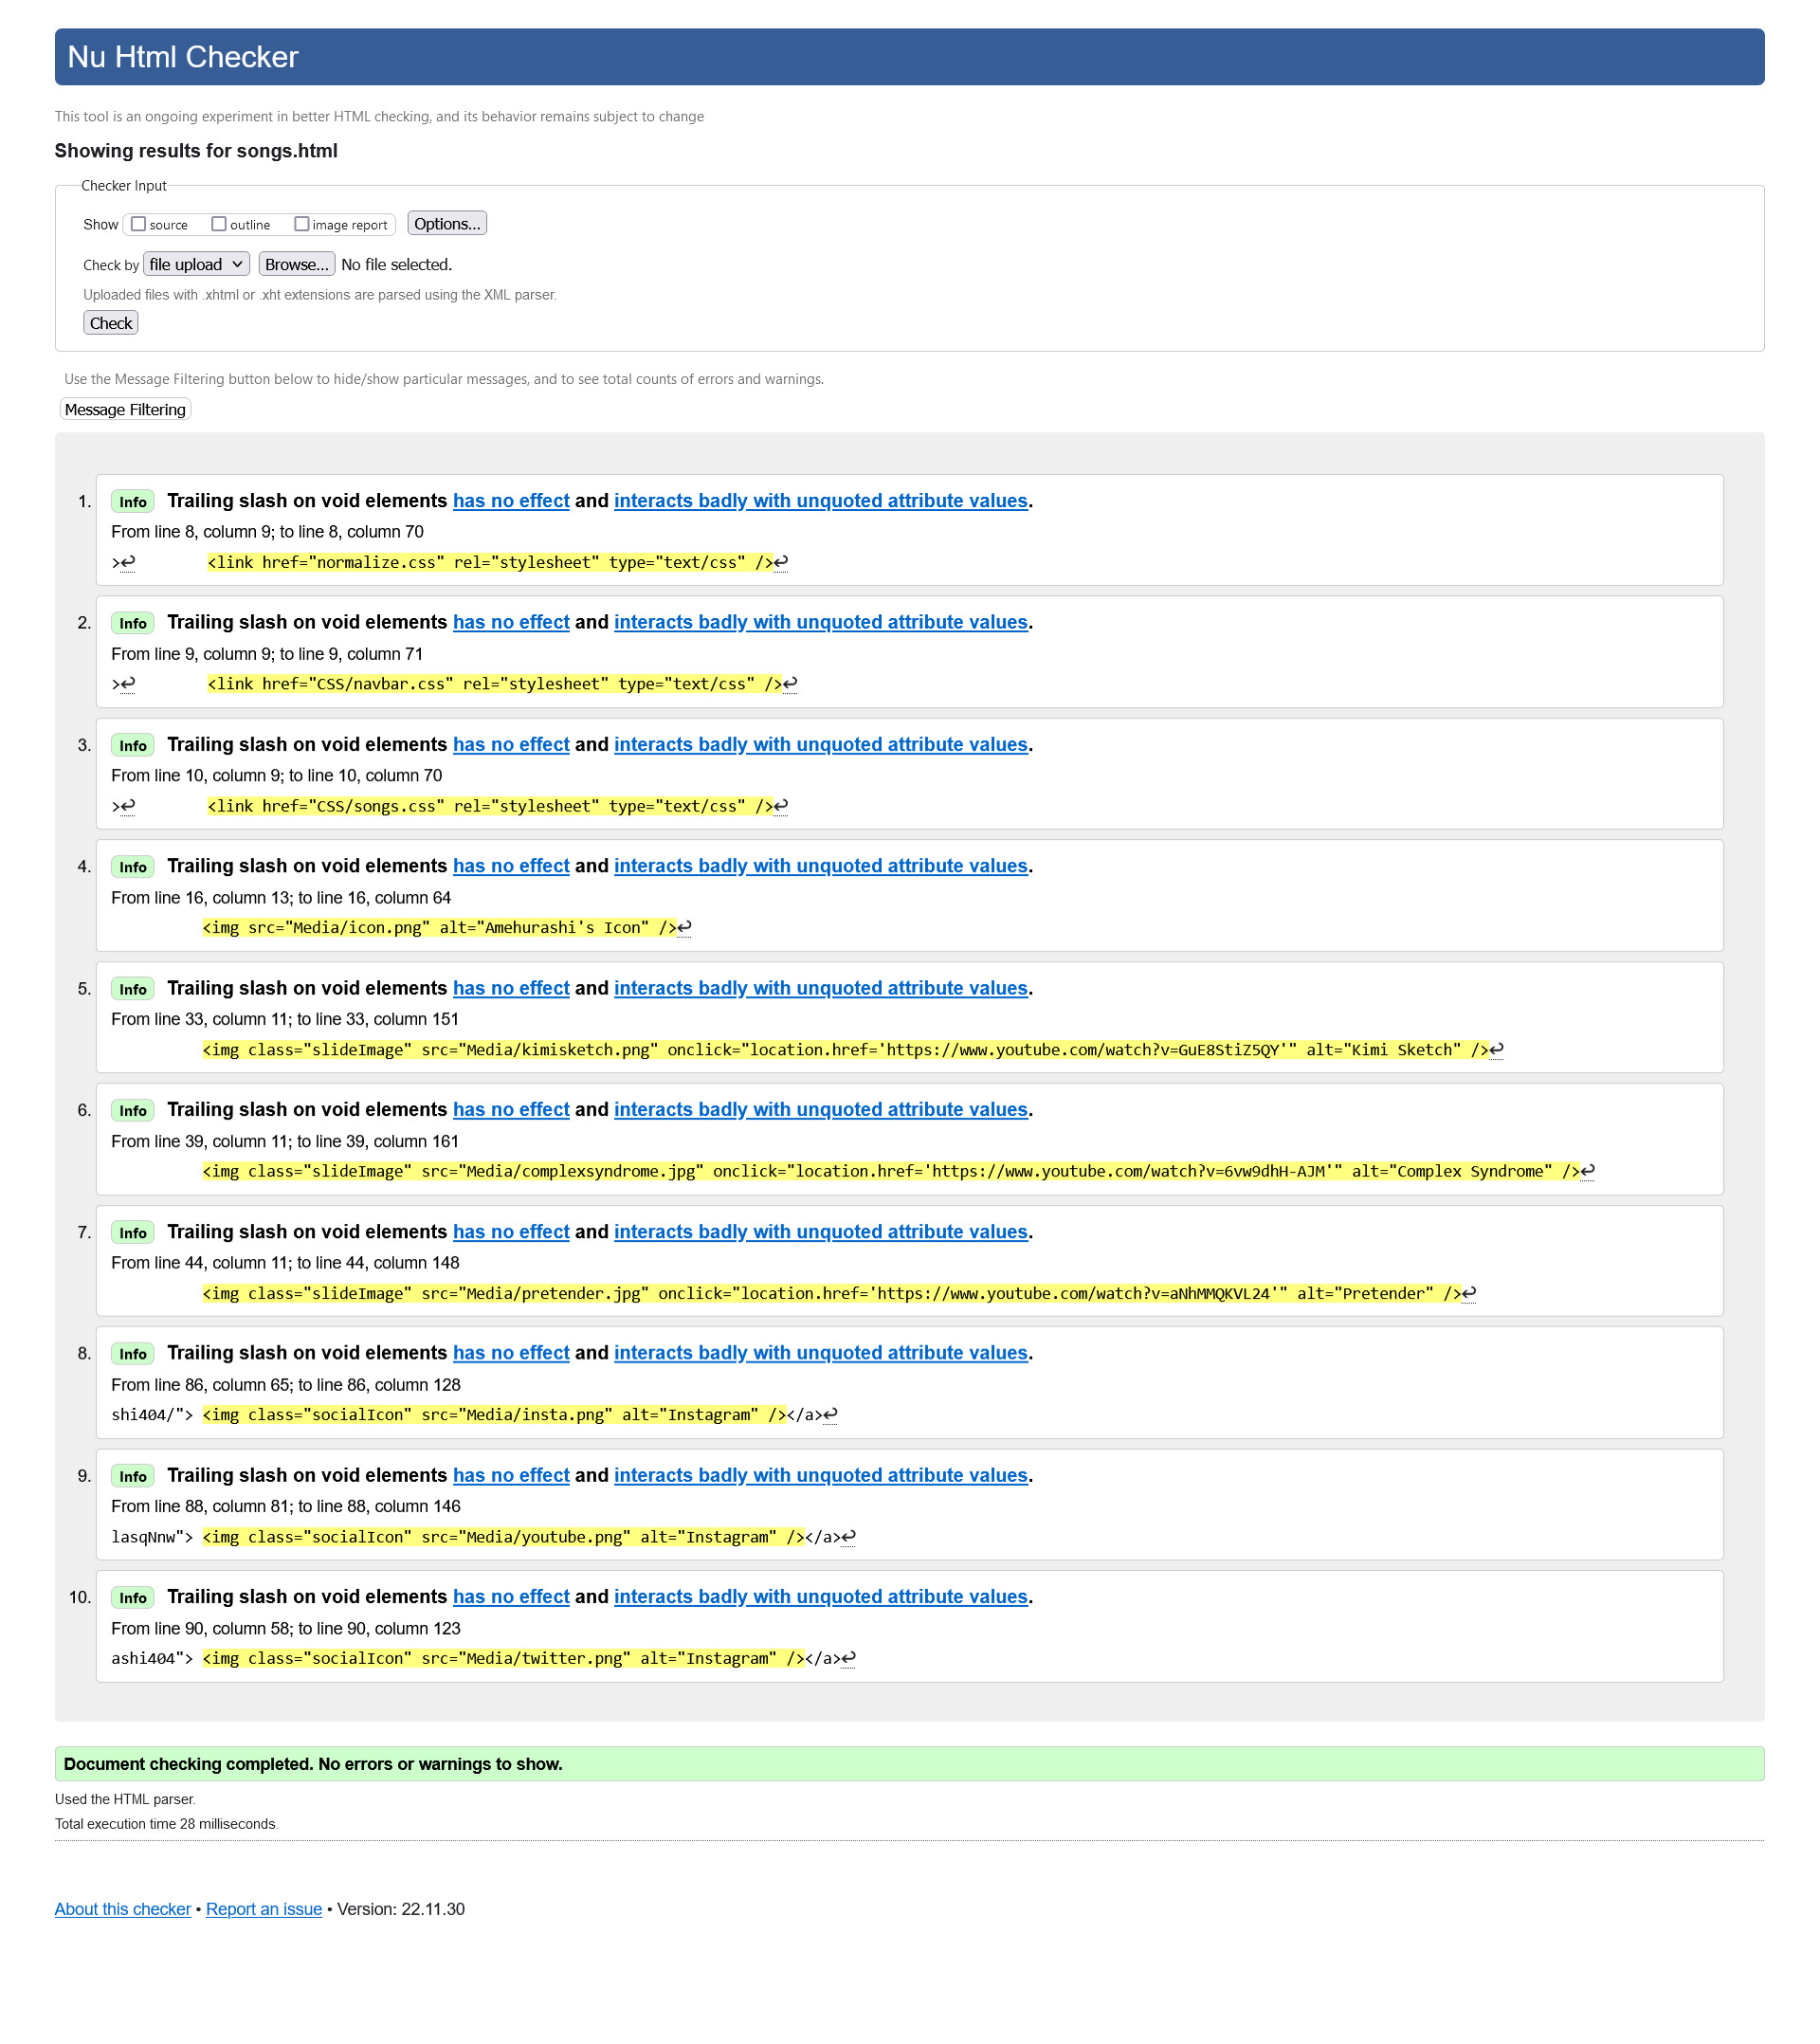 Nu Html Checker
This tool is an ongoing experiment in better HTML checking, and its behavior remains subject to change
Showing results for songs.html
Checker Input
Show source outline image report Options...
Check by file upload Browse... No file selected.
Uploaded files with .xhtml or .xht extensions are parsed using the XML parser.
Check
Use the Message Filtering button below to hide/show particular messages, and to see total counts of errors and warnings.
Message Filtering
1. Info Trailing slash on void elements has no effect and interacts badly with unquoted attribute values.
From line 8, column 9; to line 8, column 70
>↩ <link href="normalize.css" rel="stylesheet" type="text/css" />↩
2. Info Trailing slash on void elements has no effect and interacts badly with unquoted attribute values.
From line 9, column 9; to line 9, column 71
>↩ <link href="CSS/navbar.css" rel="stylesheet" type="text/css" />↩
3. Info Trailing slash on void elements has no effect and interacts badly with unquoted attribute values.
From line 10, column 9; to line 10, column 70
>↩ <link href="CSS/songs.css" rel="stylesheet" type="text/css" />↩
4. Info Trailing slash on void elements has no effect and interacts badly with unquoted attribute values.
From line 16, column 13; to line 16, column 64
<img src="Media/icon.png" alt="Amehurashi's Icon" />↩
5. Info Trailing slash on void elements has no effect and interacts badly with unquoted attribute values.
From line 33, column 11; to line 33, column 151
<img class="slideImage" src="Media/kimisketch.png" onclick="location.href='https://www.youtube.com/watch?v=GuE8StiZ5QY'" alt="Kimi Sketch" />↩
6. Info Trailing slash on void elements has no effect and interacts badly with unquoted attribute values.
From line 39, column 11; to line 39, column 161
<img class="slideImage" src="Media/complexsyndrome.jpg" onclick="location.href='https://www.youtube.com/watch?v=6vw9dhH-AJM'" alt="Complex Syndrome" />↩
7. Info Trailing slash on void elements has no effect and interacts badly with unquoted attribute values.
From line 44, column 11; to line 44, column 148
<img class="slideImage" src="Media/pretender.jpg" onclick="location.href='https://www.youtube.com/watch?v=aNhMMQKVL24'" alt="Pretender" />↩
8. Info Trailing slash on void elements has no effect and interacts badly with unquoted attribute values.
From line 86, column 65; to line 86, column 128
shi404/"> <img class="socialIcon" src="Media/insta.png" alt="Instagram" /></a>↩
9. Info Trailing slash on void elements has no effect and interacts badly with unquoted attribute values.
From line 88, column 81; to line 88, column 146
lasqNnw"> <img class="socialIcon" src="Media/youtube.png" alt="Instagram" /></a>↩
10. Info Trailing slash on void elements has no effect and interacts badly with unquoted attribute values.
From line 90, column 58; to line 90, column 123
ashi404"> <img class="socialIcon" src="Media/twitter.png" alt="Instagram" /></a>↩
Document checking completed. No errors or warnings to show.
Used the HTML parser.
Total execution time 28 milliseconds.
About this checker • Report an issue • Version: 22.11.30